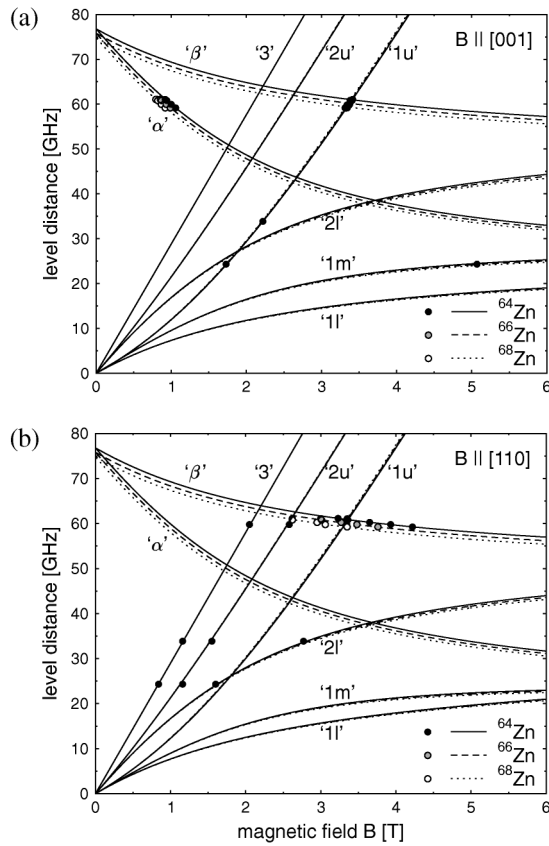 (a)
80
70
60
50
40
30
20
10
0
level distance [GHz]
'β' '3' '2u' '1u' B || [001]
'α'
'2l'
'1m'
'1l'
64Zn
66Zn
68Zn
0 1 2 3 4 5 6
(b)
80
70
60
50
40
30
20
10
0
level distance [GHz]
'β' '3' '2u' '1u' B || [110]
'α'
'2l'
'1m'
'1l'
64Zn
66Zn
68Zn
0 1 2 3 4 5 6
magnetic field B [T]